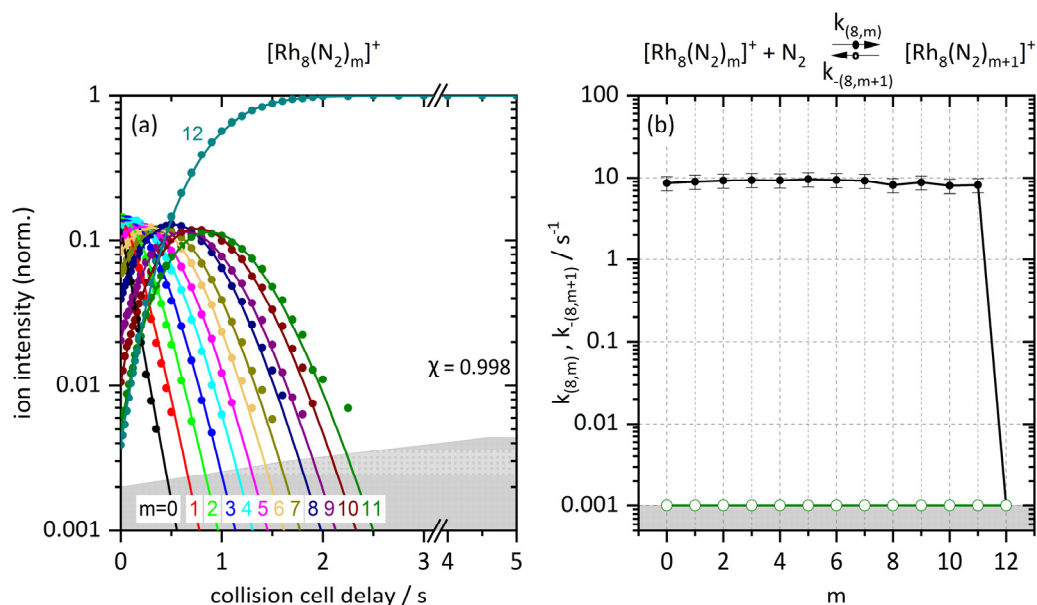 [Rh₈(N₂)ₘ]⁺
(a)
12
χ = 0.998
m=0 1 2 3 4 5 6 7 8 9 10 11
1
0.1
0.01
0.001
ion intensity (norm.)
0 1 2 3 4 5
collision cell delay / s
k₍₈,ₘ₎
[Rh₈(N₂)ₘ]⁺ + N₂ [Rh₈(N₂)ₘ₊₁]⁺
k₋₍₈,ₘ₊₁₎
(b)
100
10
1
0.1
0.01
0.001
k₍₈,ₘ₎ , k₋₍₈,ₘ₊₁₎ / s⁻¹
0 2 4 6 8 10 12
m